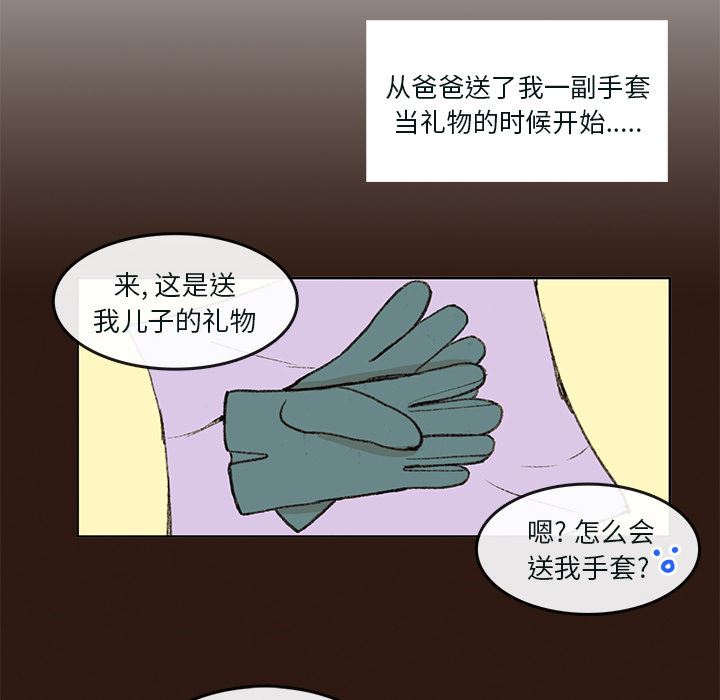 从爸爸送了我一副手套
当礼物的时候开始.....
来, 这是送
我儿子的礼物
嗯? 怎么会
送我手套?